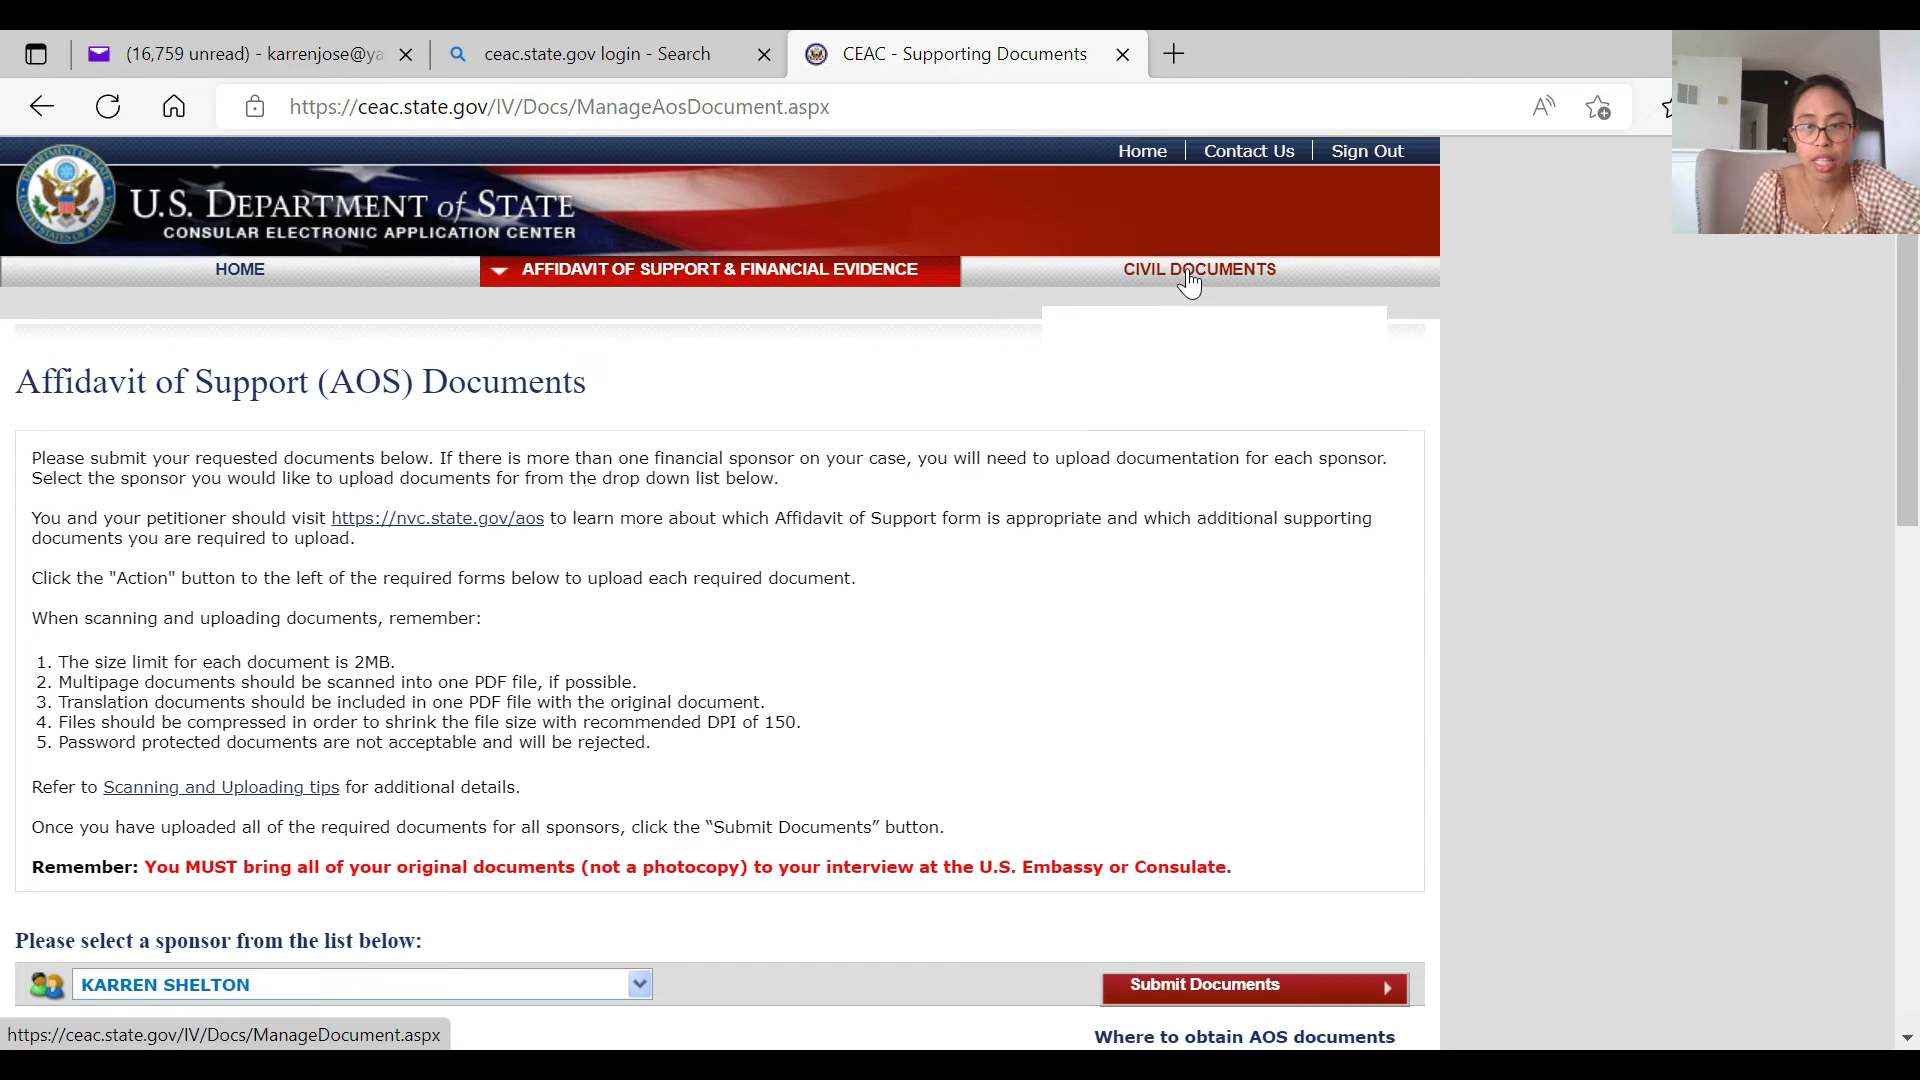 (16,759 unread) - karrenjose@ya
ceac.state.gov login - Search
CEAC - Supporting Documents
https://ceac.state.gov/IV/Docs/ManageAosDocument.aspx
Home
Contact Us
Sign Out
U.S. DEPARTMENT of STATE
CONSULAR ELECTRONIC APPLICATION CENTER
HOME
AFFIDAVIT OF SUPPORT & FINANCIAL EVIDENCE
CIVIL DOCUMENTS
Affidavit of Support (AOS) Documents
Please submit your requested documents below. If there is more than one financial sponsor on your case, you will need to upload documentation for each sponsor.
Select the sponsor you would like to upload documents for from the drop down list below.
You and your petitioner should visit https://nvc.state.gov/aos to learn more about which Affidavit of Support form is appropriate and which additional supporting
documents you are required to upload.
Click the "Action" button to the left of the required forms below to upload each required document.
When scanning and uploading documents, remember:
1. The size limit for each document is 2MB.
2. Multipage documents should be scanned into one PDF file, if possible.
3. Translation documents should be included in one PDF file with the original document.
4. Files should be compressed in order to shrink the file size with recommended DPI of 150.
5. Password protected documents are not acceptable and will be rejected.
Refer to Scanning and Uploading tips for additional details.
Once you have uploaded all of the required documents for all sponsors, click the “Submit Documents” button.
Remember: You MUST bring all of your original documents (not a photocopy) to your interview at the U.S. Embassy or Consulate.
Please select a sponsor from the list below:
KARREN SHELTON
Submit Documents
https://ceac.state.gov/IV/Docs/ManageDocument.aspx
Where to obtain AOS documents